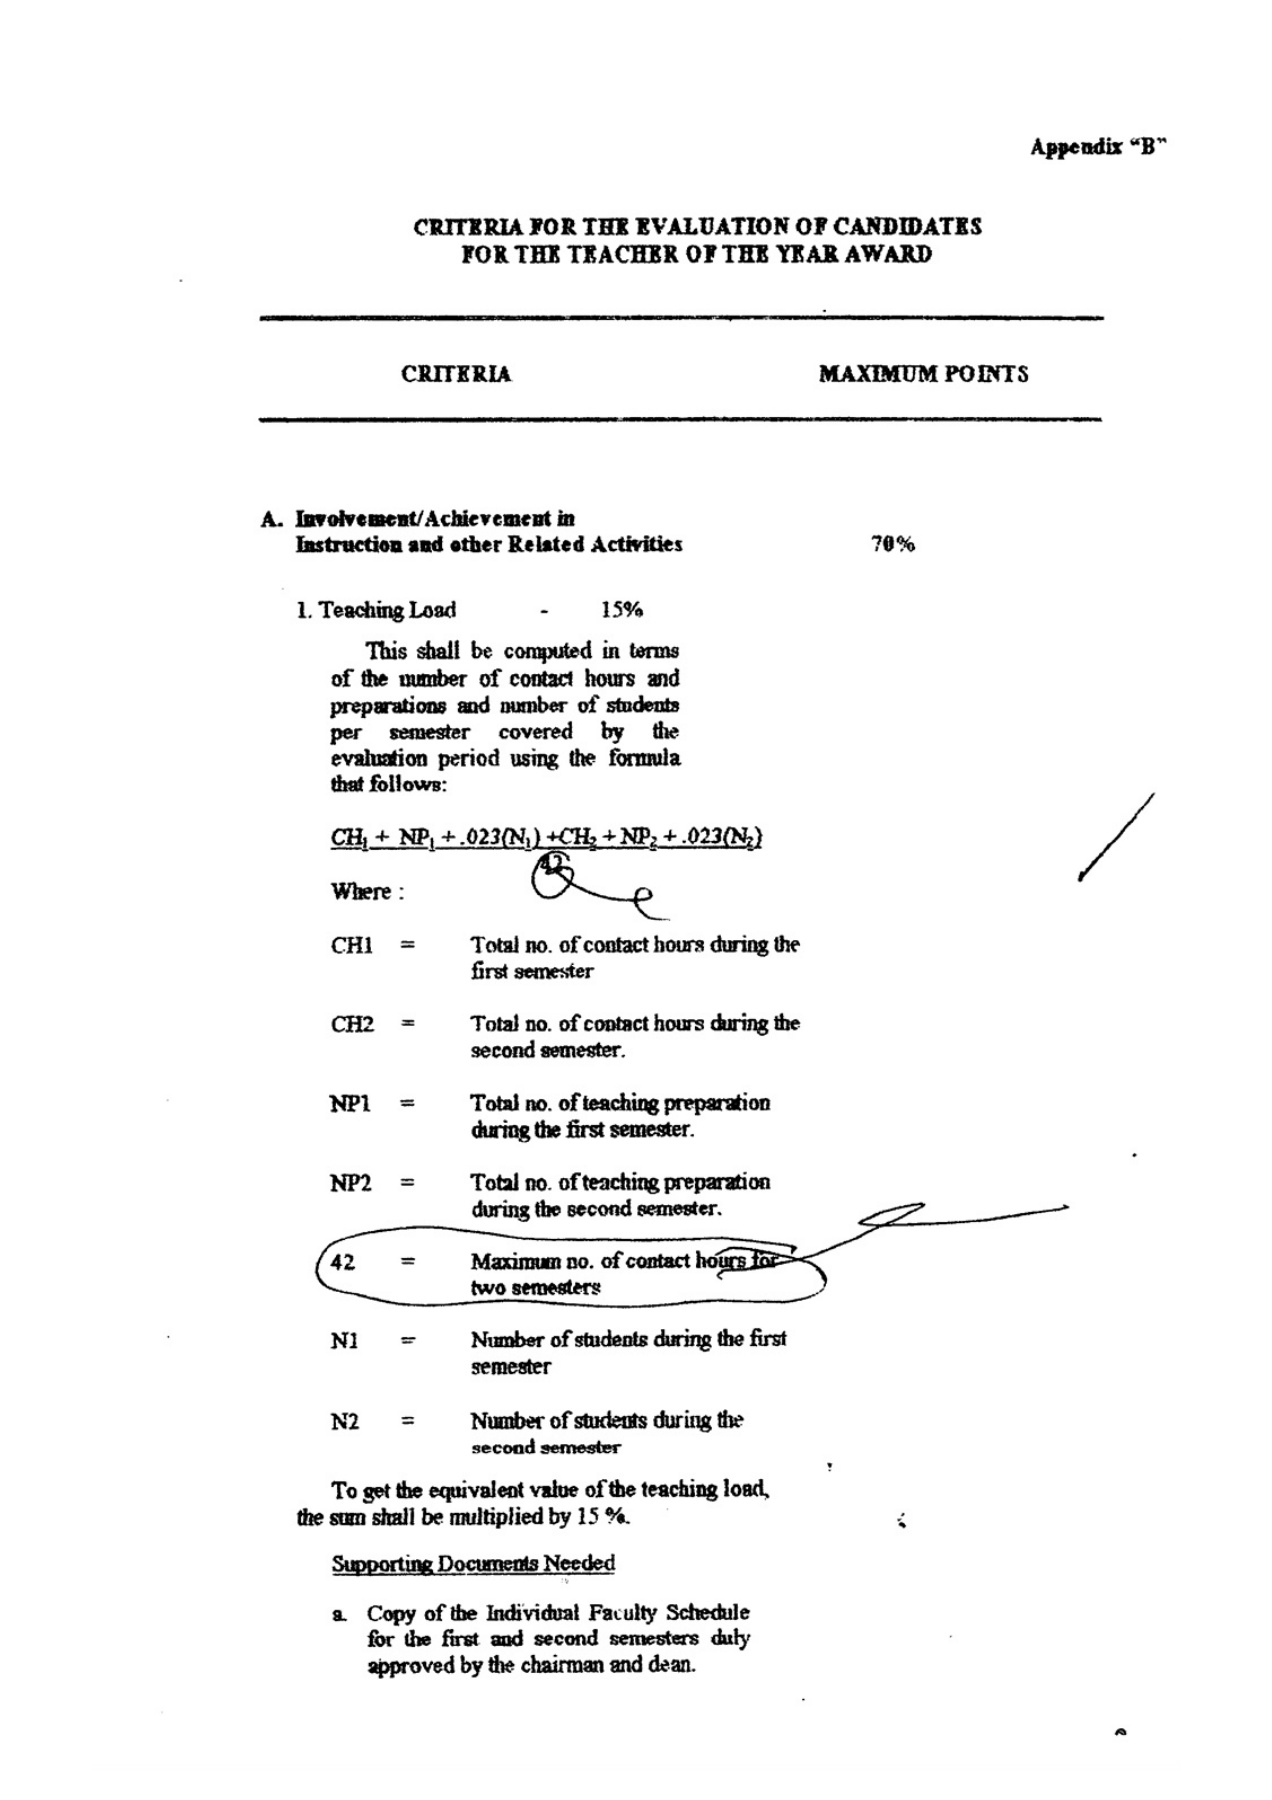 Appendix “B”
CRITERIA FOR THE EVALUATION OF CANDIDATES
FOR THE TEACHER OF THE YEAR AWARD
CRITERIA MAXIMUM POINTS
A. Involvement/Achievement in
Instruction and other Related Activities 70%
1. Teaching Load - 15%
This shall be computed in terms
of the number of contact hours and
preparations and number of students
per semester covered by the
evaluation period using the formula
that follows:
CH₁ + NP₁ + .023(N₁) +CH₂ + NP₂ + .023(N₂)
42
Where :
CH1 = Total no. of contact hours during the
first semester
CH2 = Total no. of contact hours during the
second semester.
NP1 = Total no. of teaching preparation
during the first semester.
NP2 = Total no. of teaching preparation
during the second semester.
42 = Maximum no. of contact hours for
two semesters
N1 = Number of students during the first
semester
N2 = Number of students during the
second semester
To get the equivalent value of the teaching load,
the sum shall be multiplied by 15 %.
Supporting Documents Needed
a. Copy of the Individual Faculty Schedule
for the first and second semesters duly
approved by the chairman and dean.